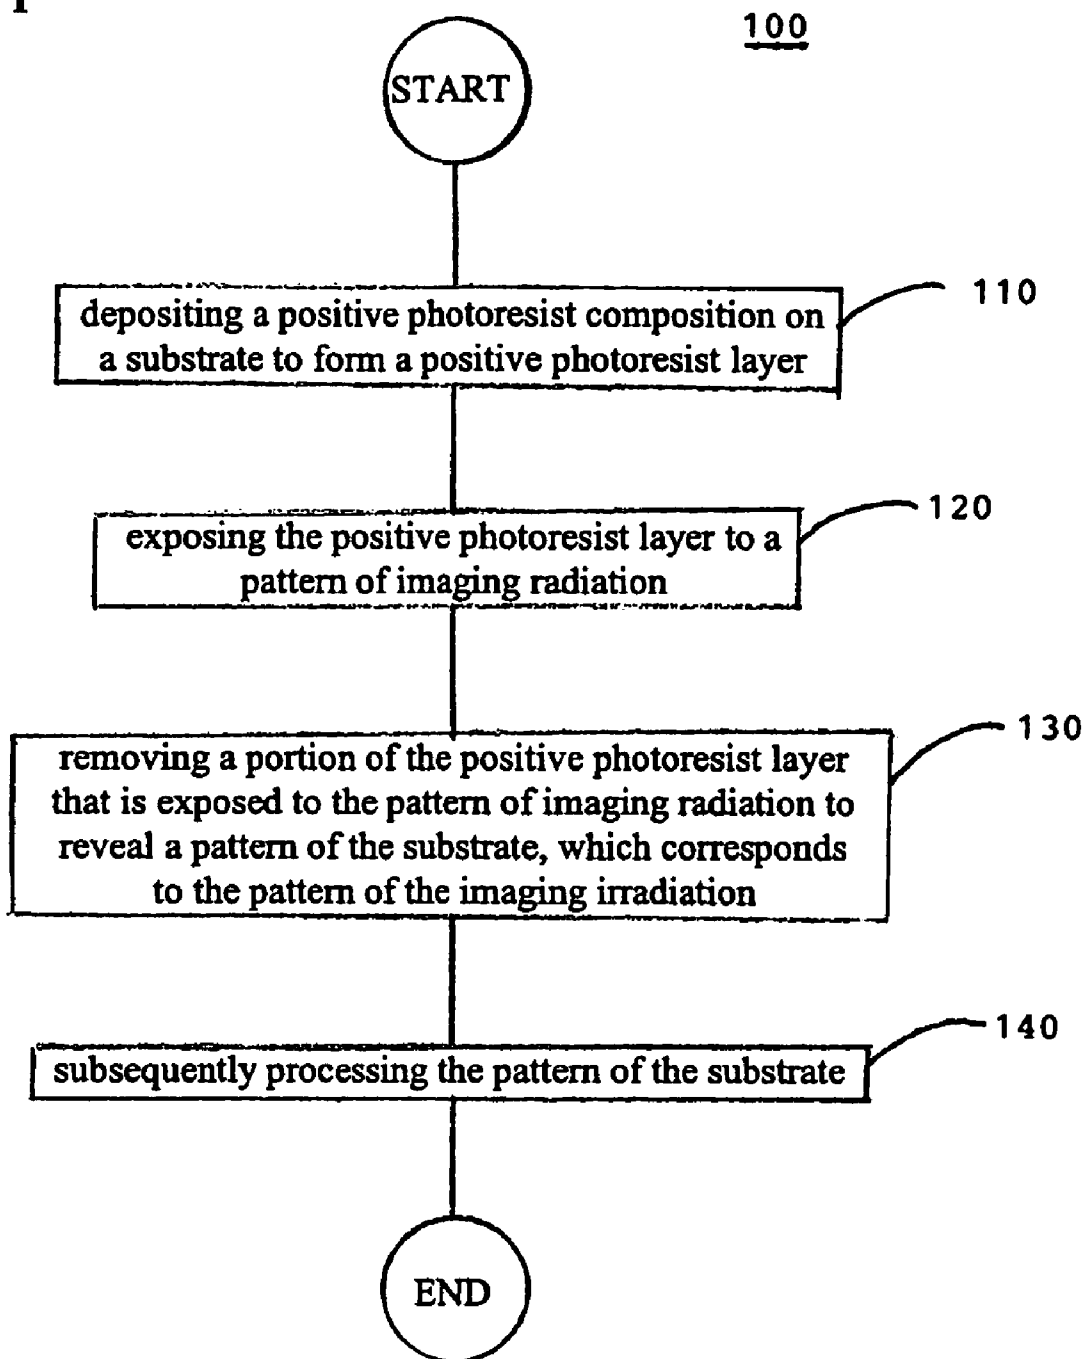 100
START
depositing a positive photoresist composition on
a substrate to form a positive photoresist layer
110
exposing the positive photoresist layer to a
pattern of imaging radiation
120
removing a portion of the positive photoresist layer
that is exposed to the pattern of imaging radiation to
reveal a pattern of the substrate, which corresponds
to the pattern of the imaging irradiation
130
subsequently processing the pattern of the substrate
140
END